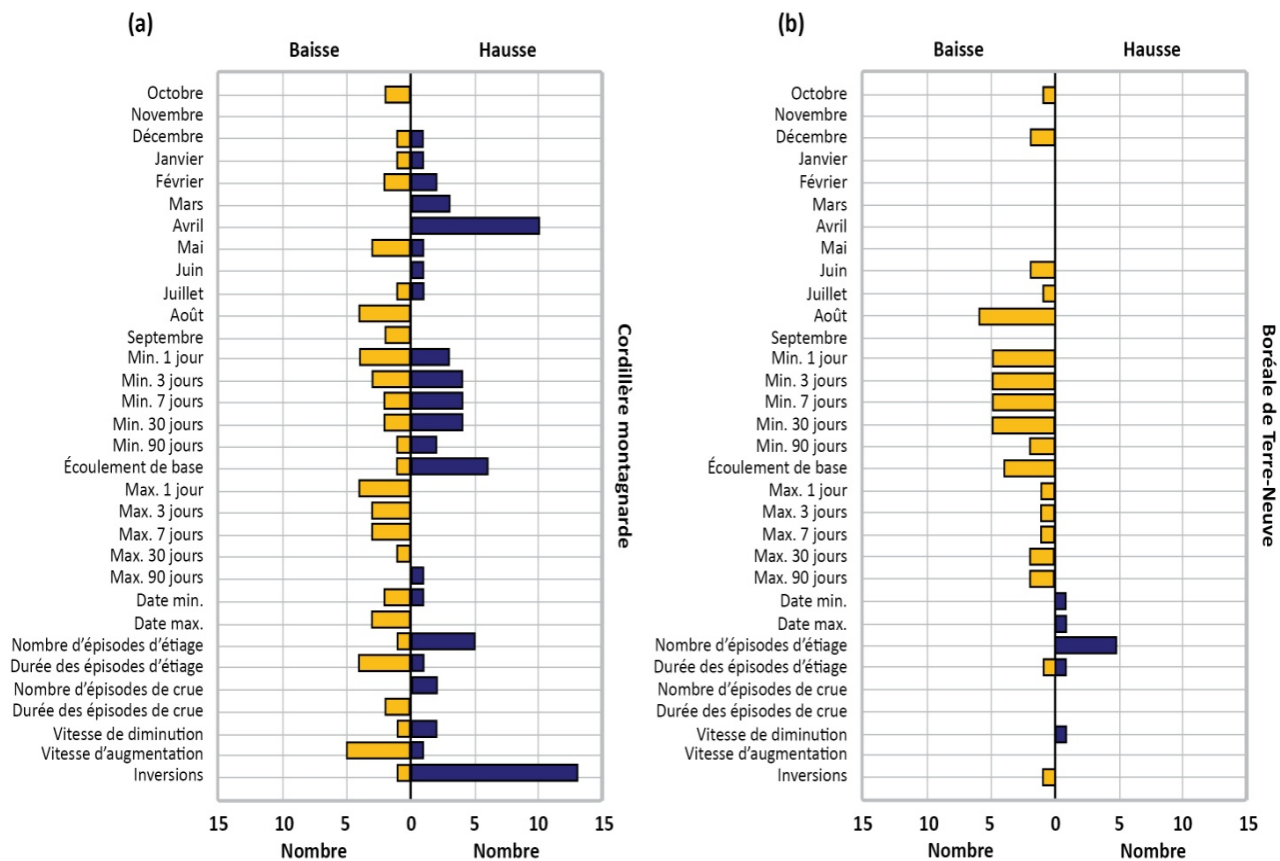 (a)
Baisse Hausse
Octobre
Novembre
Décembre
Janvier
Février
Mars
Avril
Mai
Juin
Juillet
Août
Septembre
Min. 1 jour
Min. 3 jours
Min. 7 jours
Min. 30 jours
Min. 90 jours
Écoulement de base
Max. 1 jour
Max. 3 jours
Max. 7 jours
Max. 30 jours
Max. 90 jours
Date min.
Date max.
Nombre d'épisodes d'étiage
Durée des épisodes d'étiage
Nombre d'épisodes de crue
Durée des épisodes de crue
Vitesse de diminution
Vitesse d'augmentation
Inversions
15 10 5 0 5 10 15
Nombre Nombre
Cordillère montagnarde
(b)
Baisse Hausse
Octobre
Novembre
Décembre
Janvier
Février
Mars
Avril
Mai
Juin
Juillet
Août
Septembre
Min. 1 jour
Min. 3 jours
Min. 7 jours
Min. 30 jours
Min. 90 jours
Écoulement de base
Max. 1 jour
Max. 3 jours
Max. 7 jours
Max. 30 jours
Max. 90 jours
Date min.
Date max.
Nombre d'épisodes d'étiage
Durée des épisodes d'étiage
Nombre d'épisodes de crue
Durée des épisodes de crue
Vitesse de diminution
Vitesse d'augmentation
Inversions
15 10 5 0 5 10 15
Nombre Nombre
Boréale de Terre-Neuve